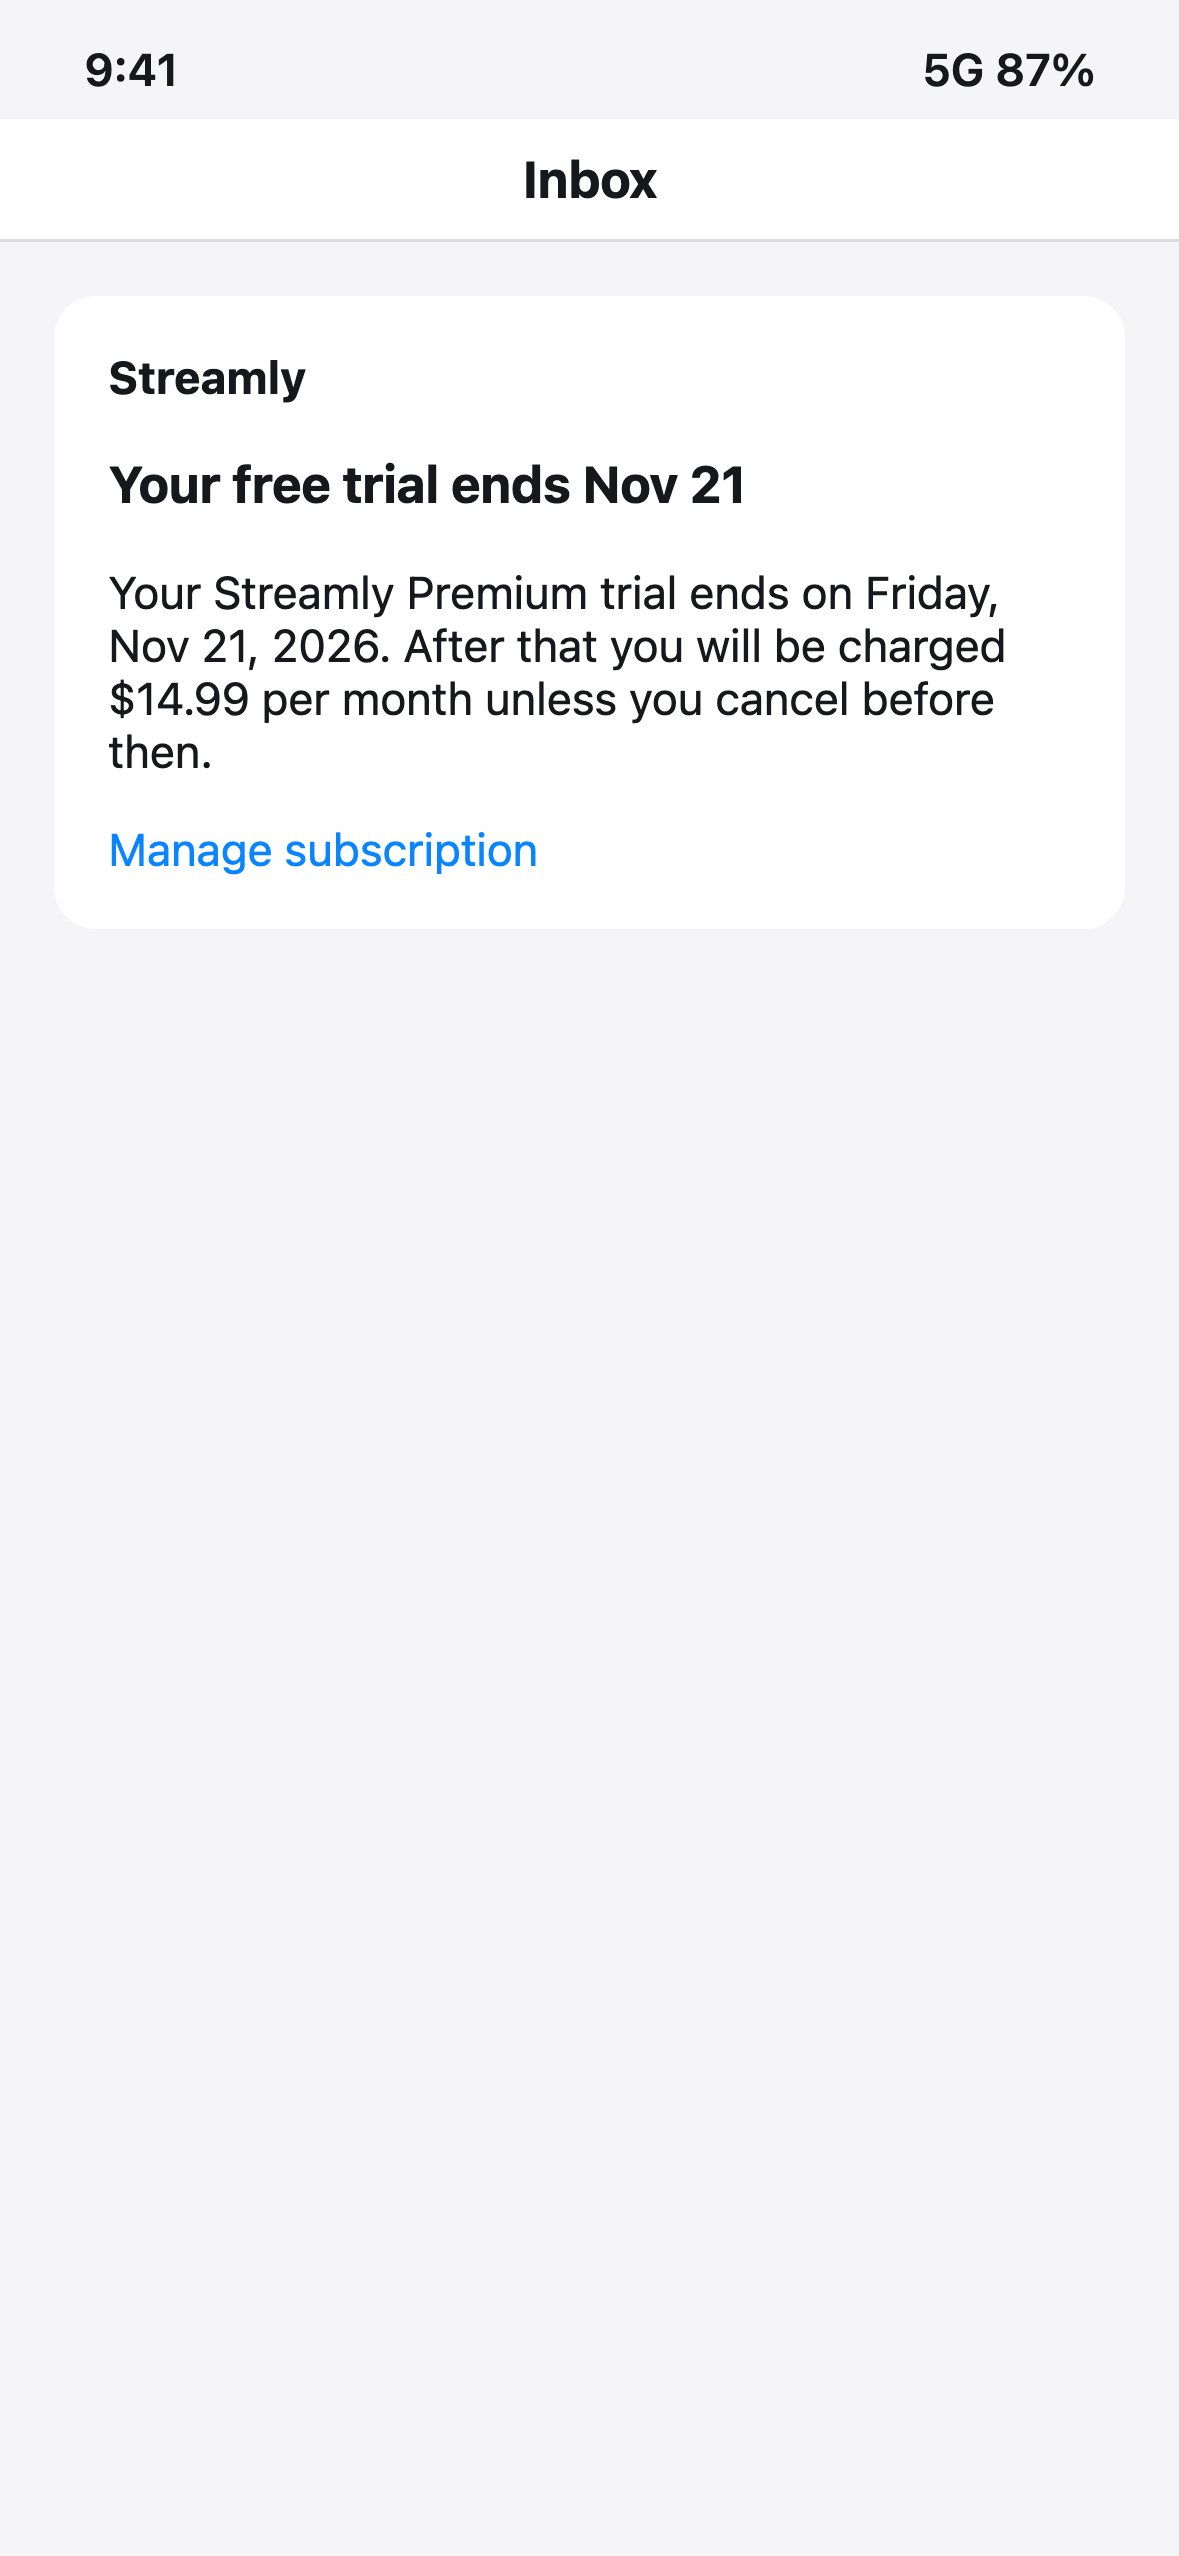 9:41
5G 87%
Inbox
Streamly
Your free trial ends Nov 21
Your Streamly Premium trial ends on Friday,
Nov 21, 2026. After that you will be charged
$14.99 per month unless you cancel before
then.
Manage subscription